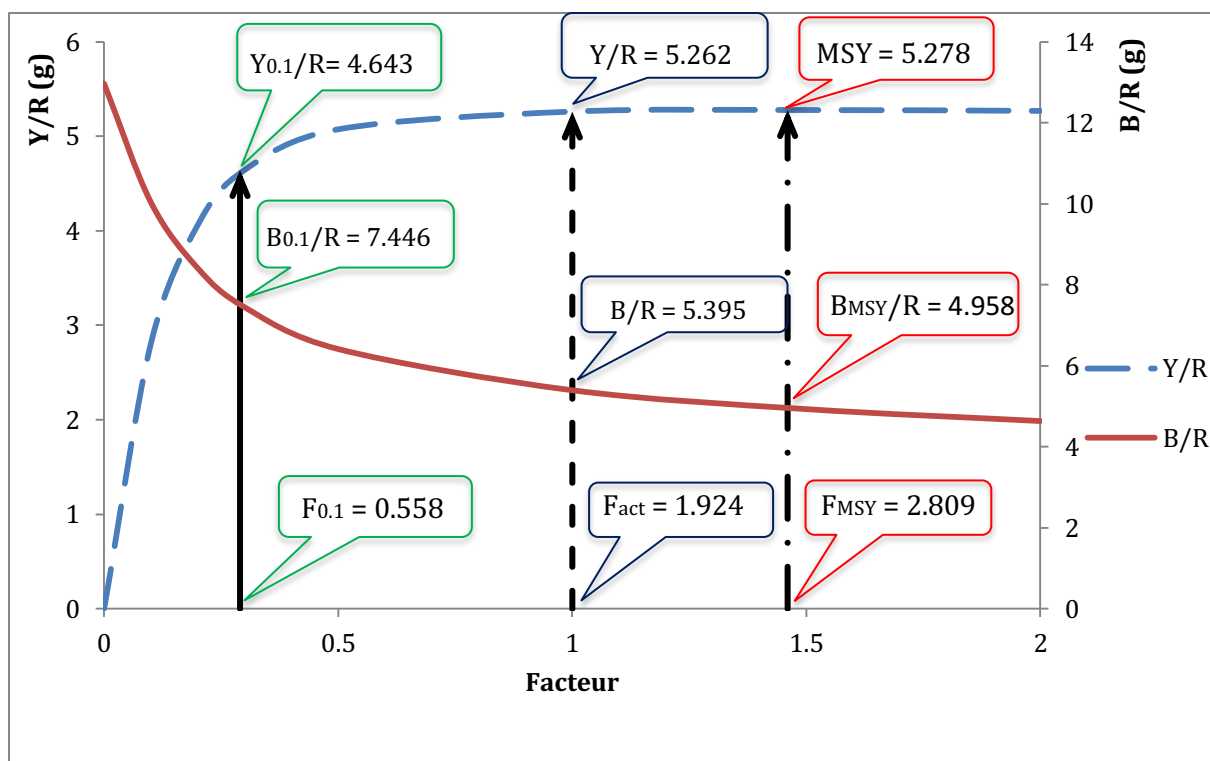 Y/R (g)
6
5
4
3
2
1
0
Y0.1/R= 4.643
Y/R = 5.262
MSY = 5.278
B0.1/R = 7.446
B/R = 5.395
BMSY/R = 4.958
F0.1 = 0.558
Fact = 1.924
FMSY = 2.809
B/R (g)
14
12
10
8
6
4
2
0
Y/R
B/R
0 0.5 1 1.5 2
Facteur